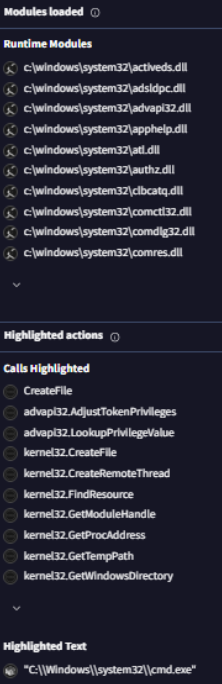 Modules loaded
Runtime Modules
c:\windows\system32\activeds.dll
c:\windows\system32\adsldpc.dll
c:\windows\system32\advapi32.dll
c:\windows\system32\apphelp.dll
c:\windows\system32\atl.dll
c:\windows\system32\authz.dll
c:\windows\system32\clbcatq.dll
c:\windows\system32\comctl32.dll
c:\windows\system32\comdlg32.dll
c:\windows\system32\comres.dll
Highlighted actions
Calls Highlighted
CreateFile
advapi32.AdjustTokenPrivileges
advapi32.LookupPrivilegeValue
kernel32.CreateFile
kernel32.CreateRemoteThread
kernel32.FindResource
kernel32.GetModuleHandle
kernel32.GetProcAddress
kernel32.GetTempPath
kernel32.GetWindowsDirectory
Highlighted Text
"C:\\Windows\\system32\\cmd.exe"